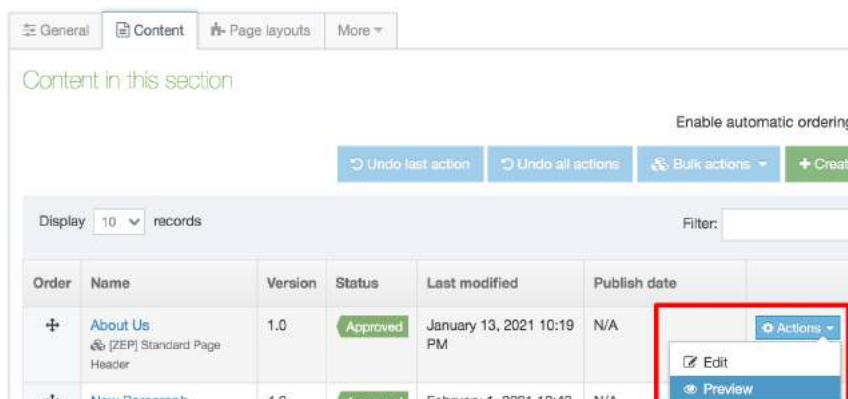 General Content Page layouts More
Content in this section
Enable automatic ordering
Undo last action Undo all actions Bulk actions + Creat
Display 10 records Filter:
Order Name Version Status Last modified Publish date
About Us 1.0 Approved January 13, 2021 10:19 N/A Actions
[ZEP] Standard Page PM
Header
Edit
Preview